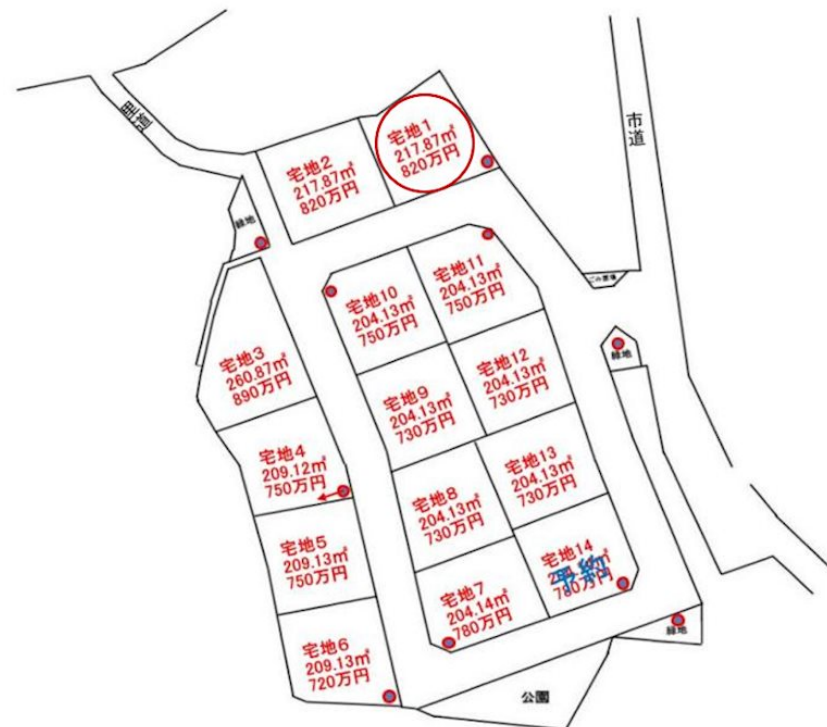 里道
市道
宅地1
217.87㎡
820万円
宅地2
217.87㎡
820万円
緑地
宅地11
204.13㎡
750万円
宅地10
204.13㎡
750万円
ごみ置場
宅地3
260.87㎡
890万円
宅地12
204.13㎡
730万円
緑地
宅地9
204.13㎡
730万円
宅地4
209.12㎡
750万円
宅地13
204.13㎡
730万円
宅地8
204.13㎡
730万円
宅地5
209.13㎡
750万円
宅地14
予約
780万円
宅地7
204.14㎡
780万円
宅地6
209.13㎡
720万円
緑地
公園